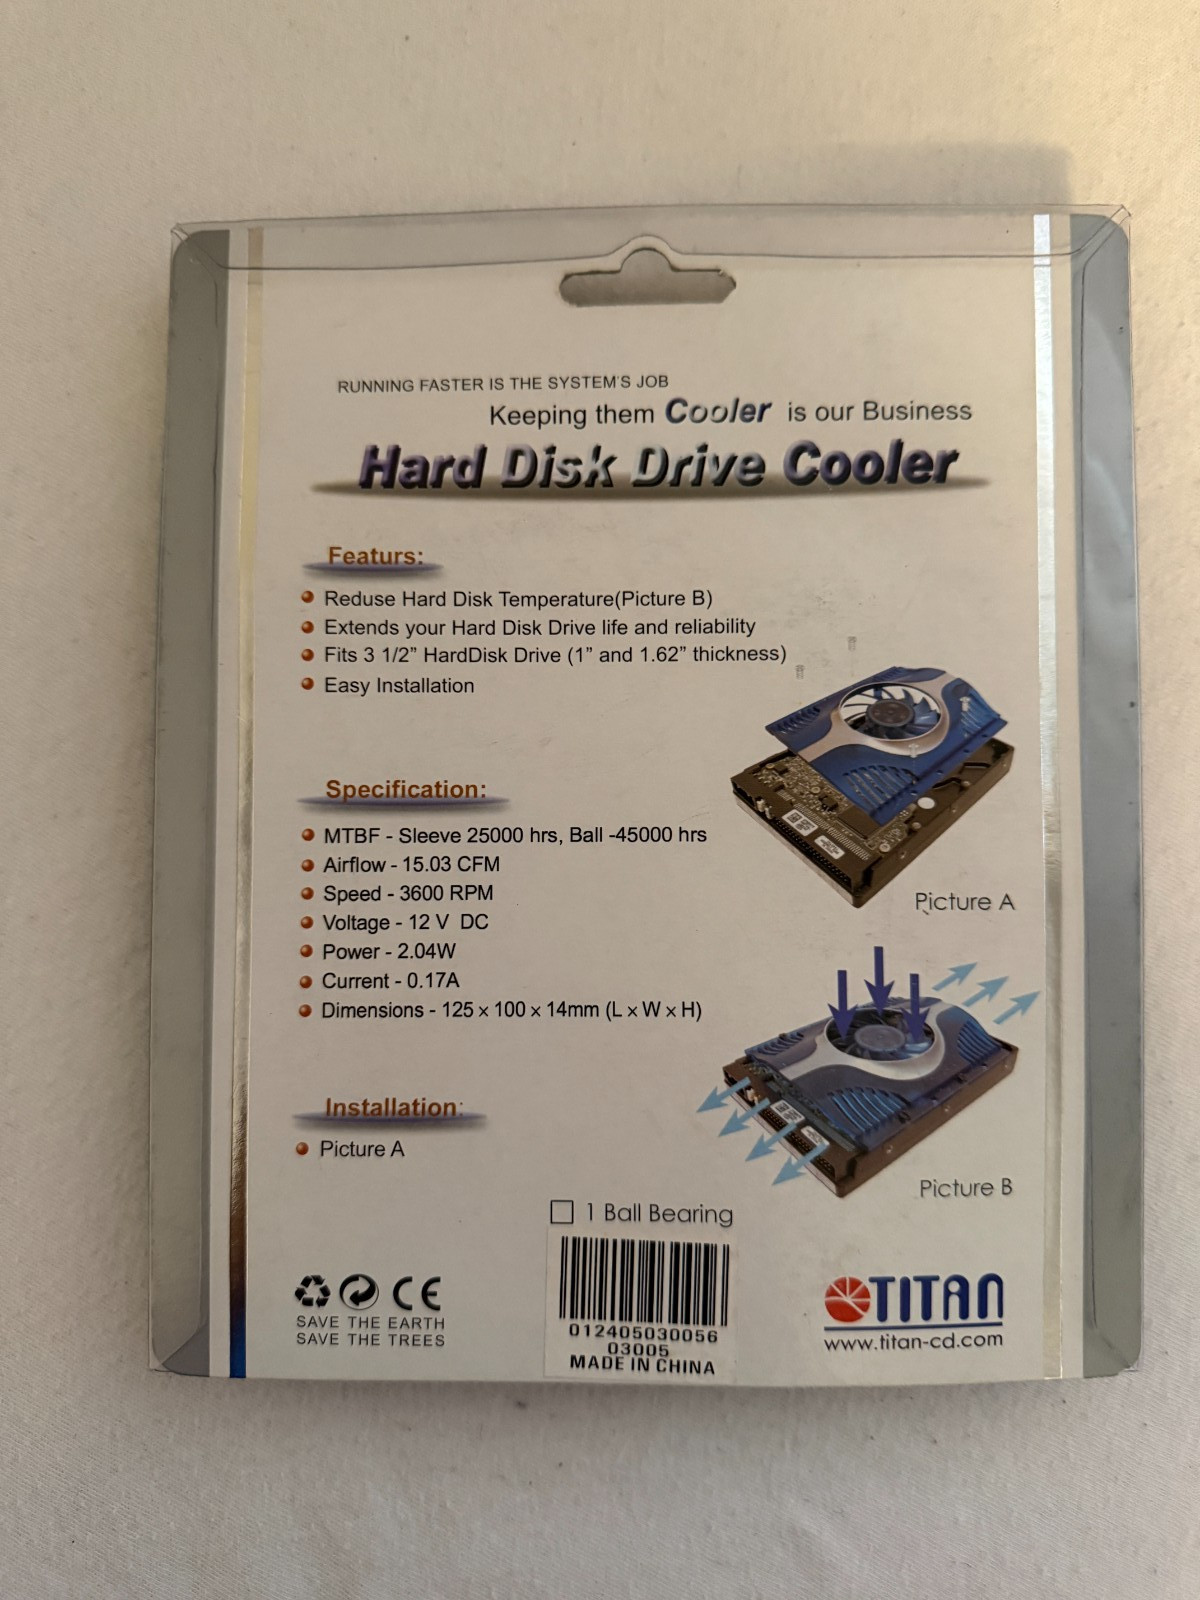 RUNNING FASTER IS THE SYSTEM'S JOB
Keeping them Cooler is our Business
Hard Disk Drive Cooler
Featurs:
Reduse Hard Disk Temperature(Picture B)
Extends your Hard Disk Drive life and reliability
Fits 3 1/2” HardDisk Drive (1” and 1.62” thickness)
Easy Installation
Specification:
MTBF - Sleeve 25000 hrs, Ball -45000 hrs
Airflow - 15.03 CFM
Speed - 3600 RPM
Voltage - 12 V DC
Power - 2.04W
Current - 0.17A
Dimensions - 125 x 100 x 14mm (L x W x H)
Picture A
Picture B
Installation:
Picture A
1 Ball Bearing
CE
SAVE THE EARTH
SAVE THE TREES
012405030056
03005
MADE IN CHINA
TITAN
www.titan-cd.com